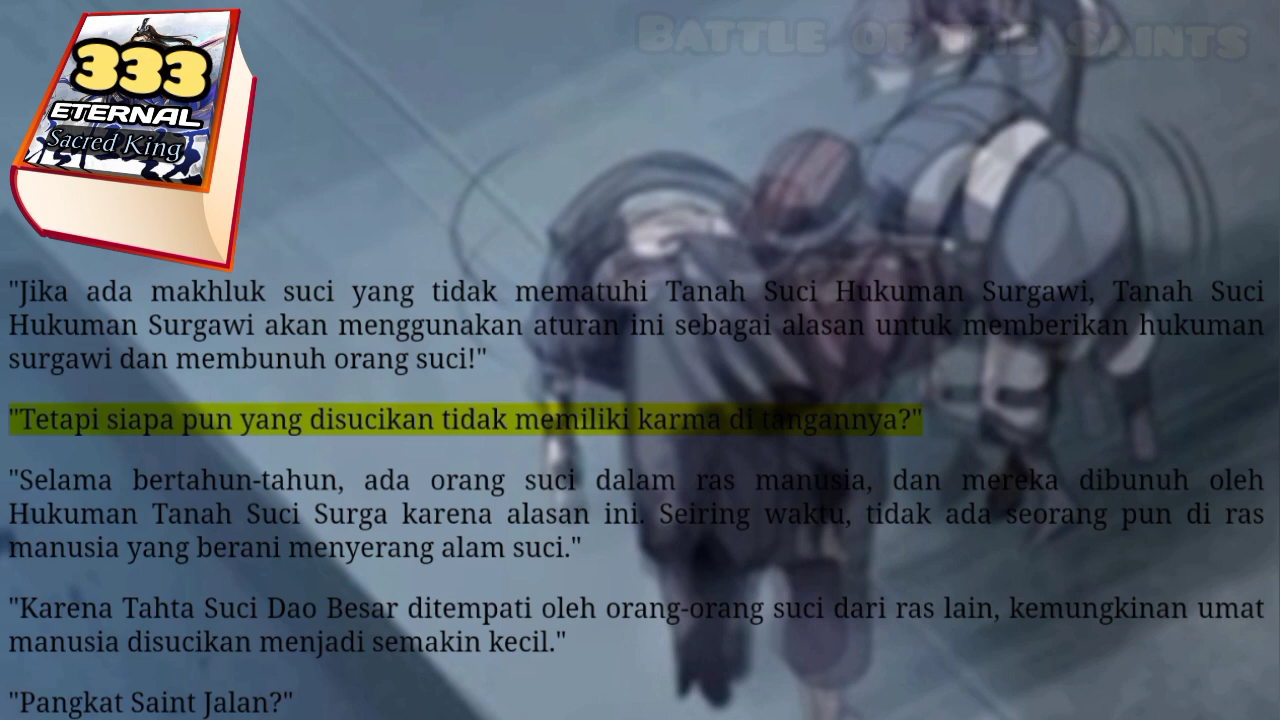 BATTLE OF THE SAINTS
333
ETERNAL
Sacred King
"Jika ada makhluk suci yang tidak mematuhi Tanah Suci Hukuman Surgawi, Tanah Suci
Hukuman Surgawi akan menggunakan aturan ini sebagai alasan untuk memberikan hukuman
surgawi dan membunuh orang suci!"
"Tetapi siapa pun yang disucikan tidak memiliki karma di tangannya?"
"Selama bertahun-tahun, ada orang suci dalam ras manusia, dan mereka dibunuh oleh
Hukuman Tanah Suci Surga karena alasan ini. Seiring waktu, tidak ada seorang pun di ras
manusia yang berani menyerang alam suci."
"Karena Tahta Suci Dao Besar ditempati oleh orang-orang suci dari ras lain, kemungkinan umat
manusia disucikan menjadi semakin kecil."
"Pangkat Saint Jalan?"